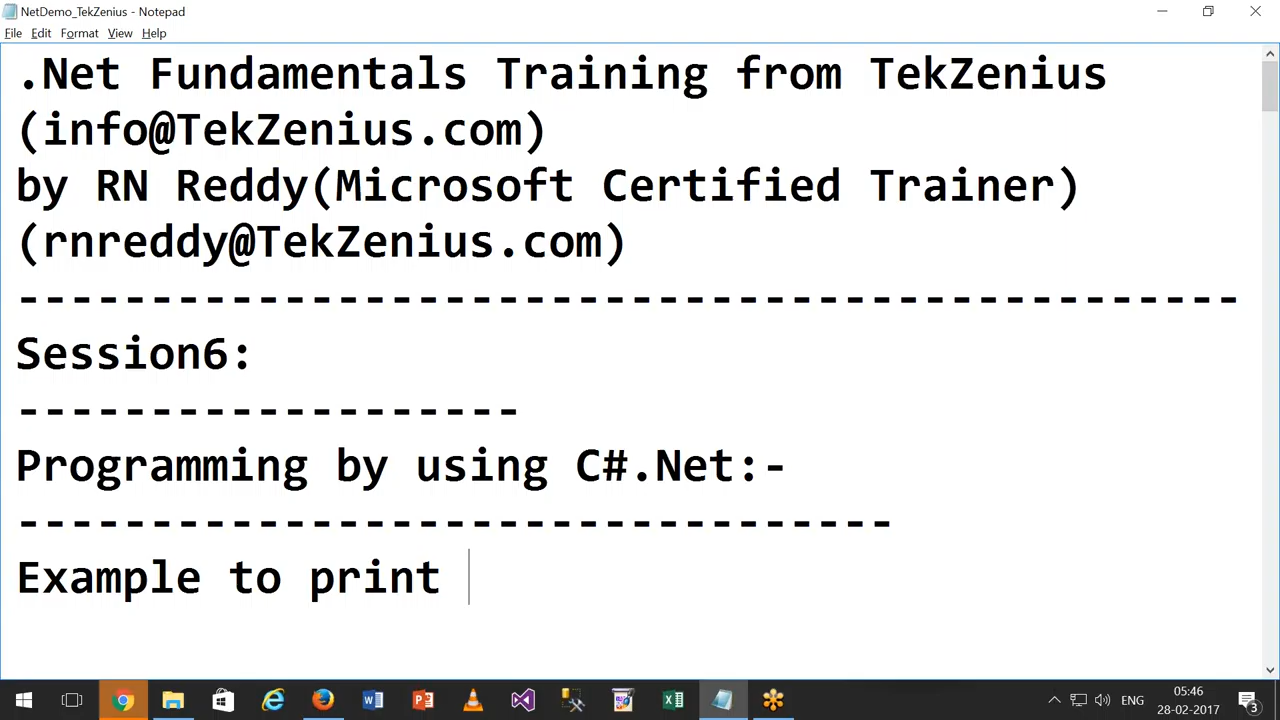 NetDemo_TekZenius - Notepad
File Edit Format View Help
.Net Fundamentals Training from TekZenius
(info@TekZenius.com)
by RN Reddy(Microsoft Certified Trainer)
(rnreddy@TekZenius.com)
----------------------------------------------
Session6:
-------------------
Programming by using C#.Net:-
---------------------------------
Example to print
ENG
05:46
28-02-2017
3